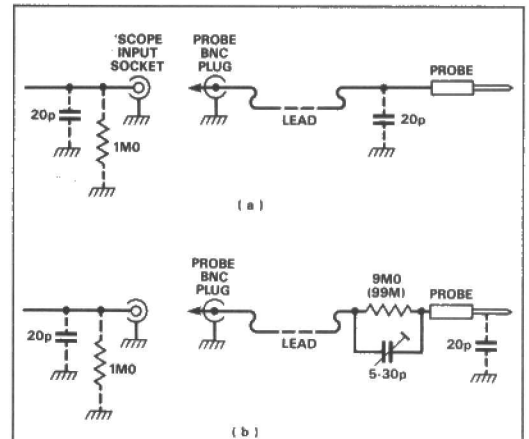 'SCOPE
INPUT
SOCKET
PROBE
BNC
PLUG
PROBE
20p
1M0
LEAD
20p
(a)
PROBE
BNC
PLUG
9M0
(99M)
PROBE
20p
1M0
LEAD
5-30p
20p
(b)